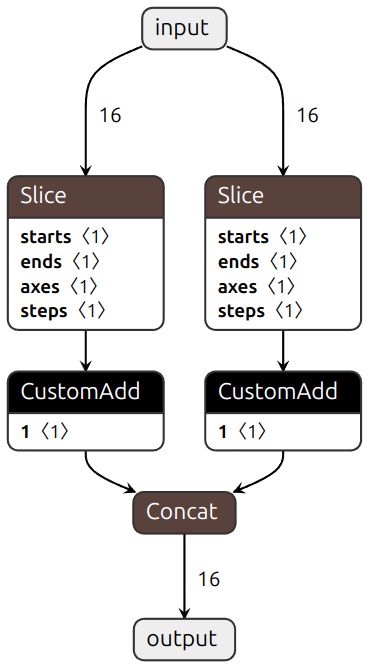 input
16 16
Slice Slice
starts 〈1〉 starts 〈1〉
ends 〈1〉 ends 〈1〉
axes 〈1〉 axes 〈1〉
steps 〈1〉 steps 〈1〉
CustomAdd CustomAdd
1 〈1〉 1 〈1〉
Concat
16
output